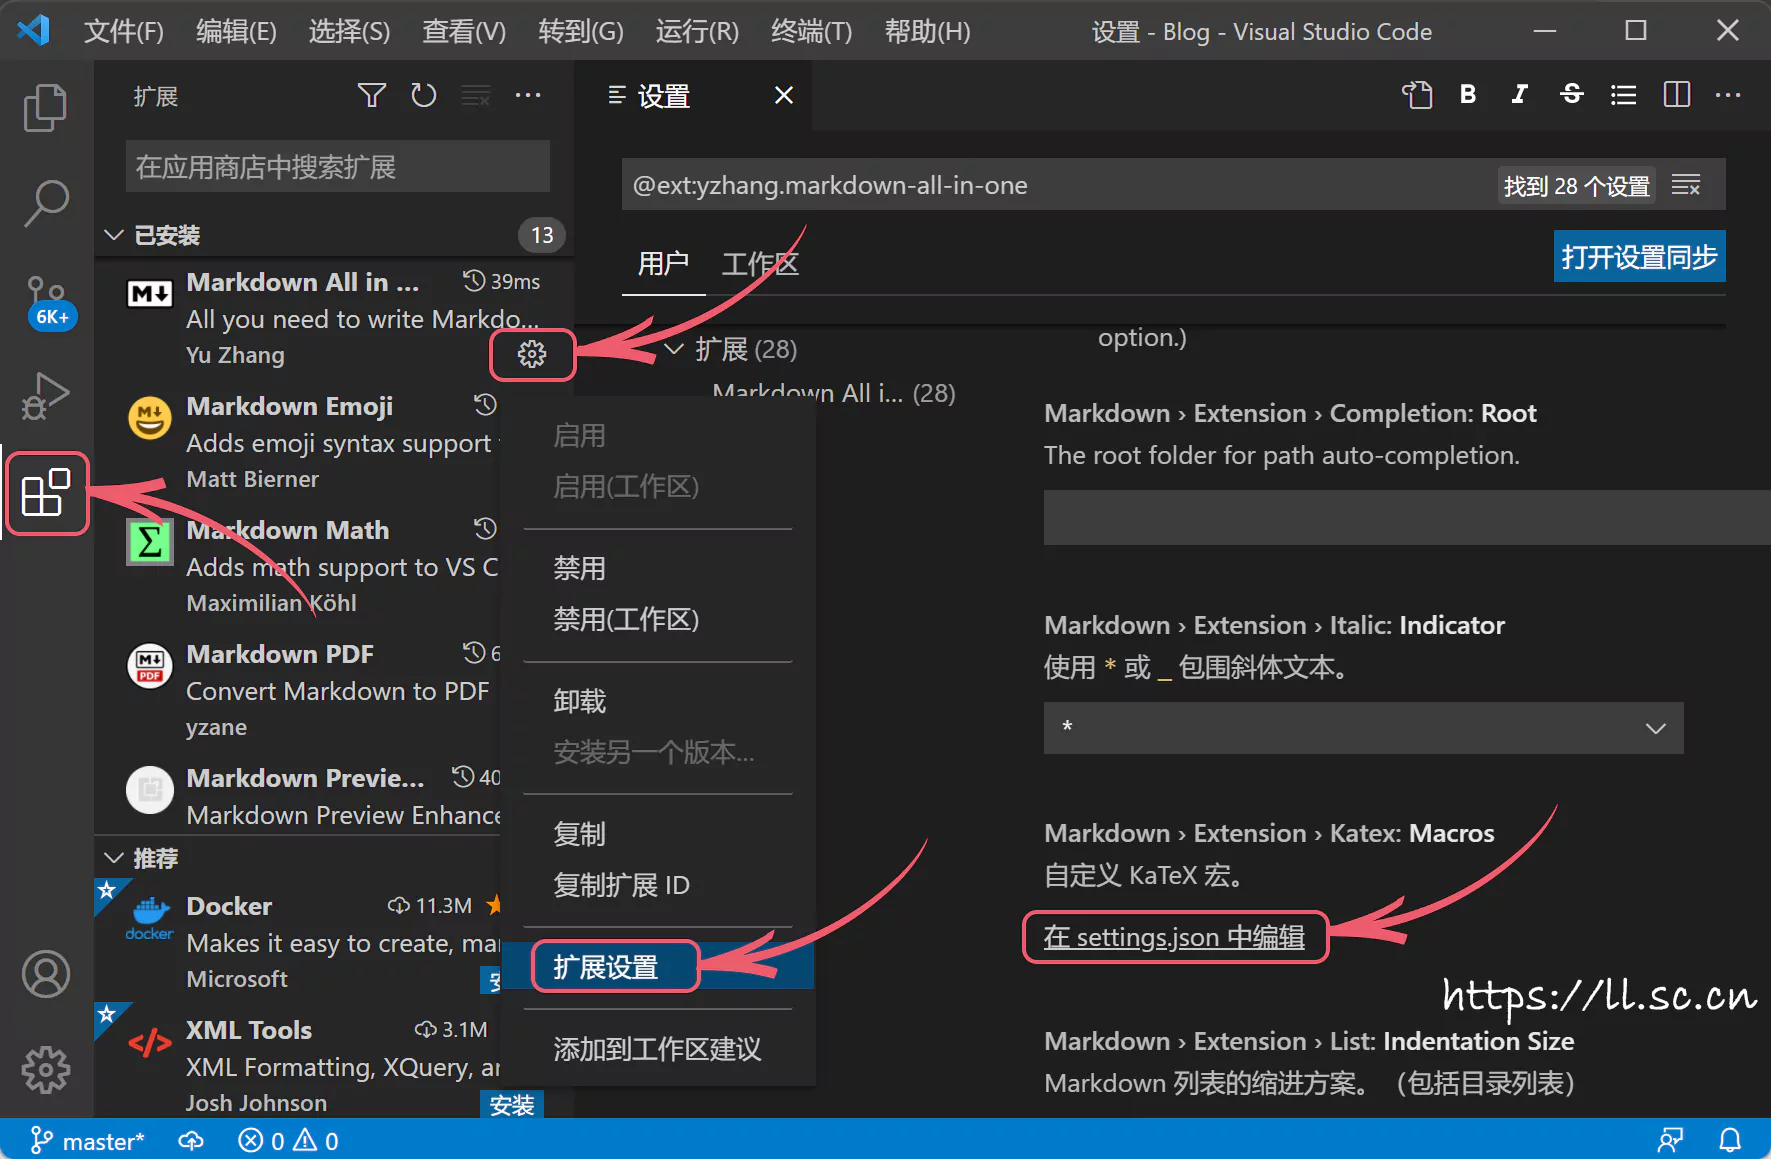 文件(F) 编辑(E) 选择(S) 查看(V) 转到(G) 运行(R) 终端(T) 帮助(H) 设置 - Blog - Visual Studio Code
扩展
在应用商店中搜索扩展
已安装 13
Markdown All in ... 39ms
All you need to write Markdo...
Yu Zhang
Markdown Emoji
Adds emoji syntax support
Matt Bierner
Markdown Math
Adds math support to VS C
Maximilian Köhl
Markdown PDF 6
Convert Markdown to PDF
yzane
Markdown Previe... 40
Markdown Preview Enhance
推荐
Docker 11.3M
docker
Makes it easy to create, ma
Microsoft
XML Tools 3.1M
XML Formatting, XQuery, ar
Josh Johnson
安装
6K+
M↓
M↓
Σ
M↓
PDF
</>
启用
启用(工作区)
禁用
禁用(工作区)
卸载
安装另一个版本...
复制
复制扩展 ID
扩展设置
添加到工作区建议
设置
B I S
@ext:yzhang.markdown-all-in-one 找到 28 个设置
用户 工作区 打开设置同步
扩展 (28)
Markdown All i... (28)
option.)
Markdown › Extension › Completion: Root
The root folder for path auto-completion.
Markdown › Extension › Italic: Indicator
使用 * 或 _ 包围斜体文本。
*
Markdown › Extension › Katex: Macros
自定义 KaTeX 宏。
在 settings.json 中编辑
https://ll.sc.cn
Markdown › Extension › List: Indentation Size
Markdown 列表的缩进方案。（包括目录列表）
master* 0 0